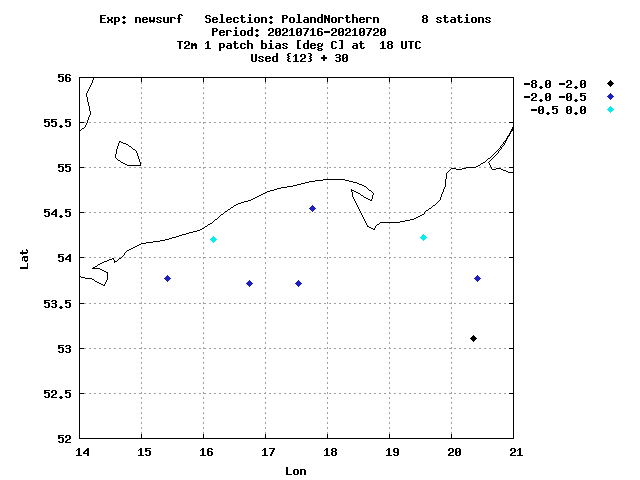 Exp: newsurf   Selection: PolandNorthern      8 stations
Period: 20210716-20210720
T2m 1 patch bias [deg C] at  18 UTC
Used {12} + 30
-8.0 -2.0
-2.0 -0.5
-0.5 0.0
56
55.5
55
54.5
54
53.5
53
52.5
52
Lat
14 15 16 17 18 19 20 21
Lon